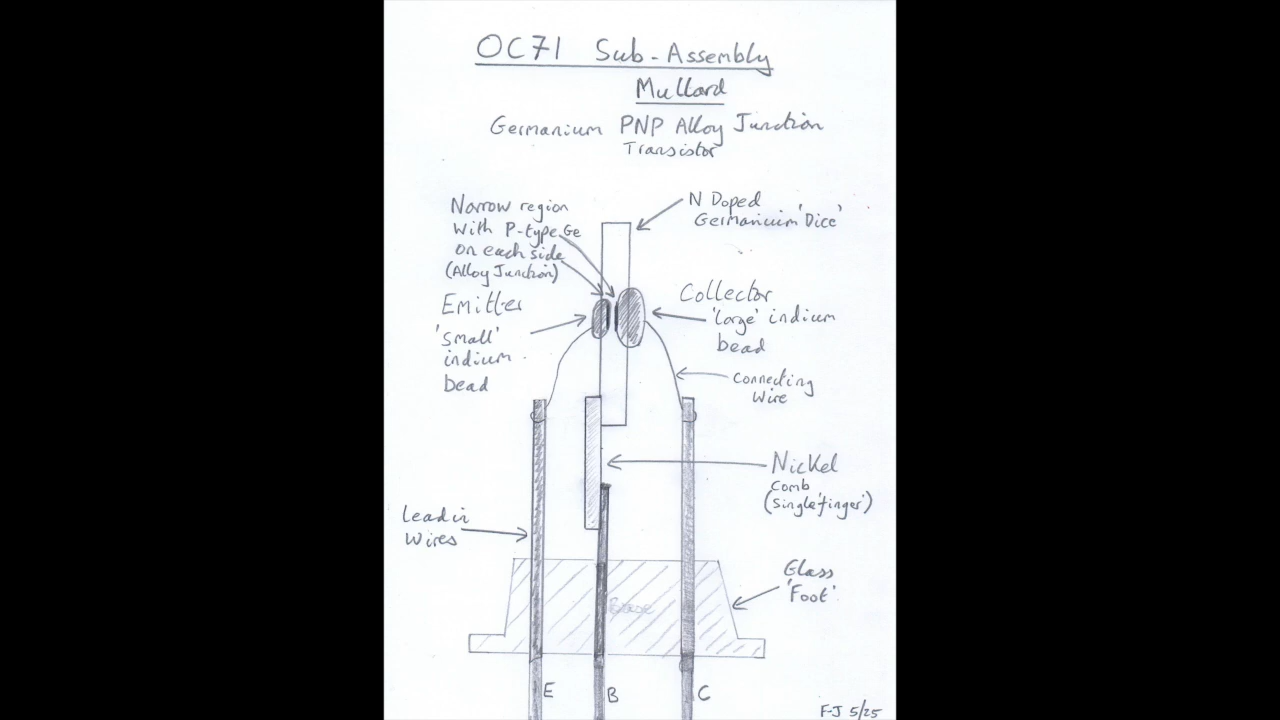 OC71 Sub-Assembly
Mullard
Germanium PNP Alloy Junction
Transistor
Narrow region
with P-type Ge
on each side
(Alloy Junction)
N Doped
Germanium 'Dice'
Emitter
'small'
indium
bead
Collector
'large' indium
bead
Connecting
Wire
Nickel
Comb
(single 'finger')
Lead in
Wires
Glass
'Foot'
Base
E
B
C
F-J 5/25